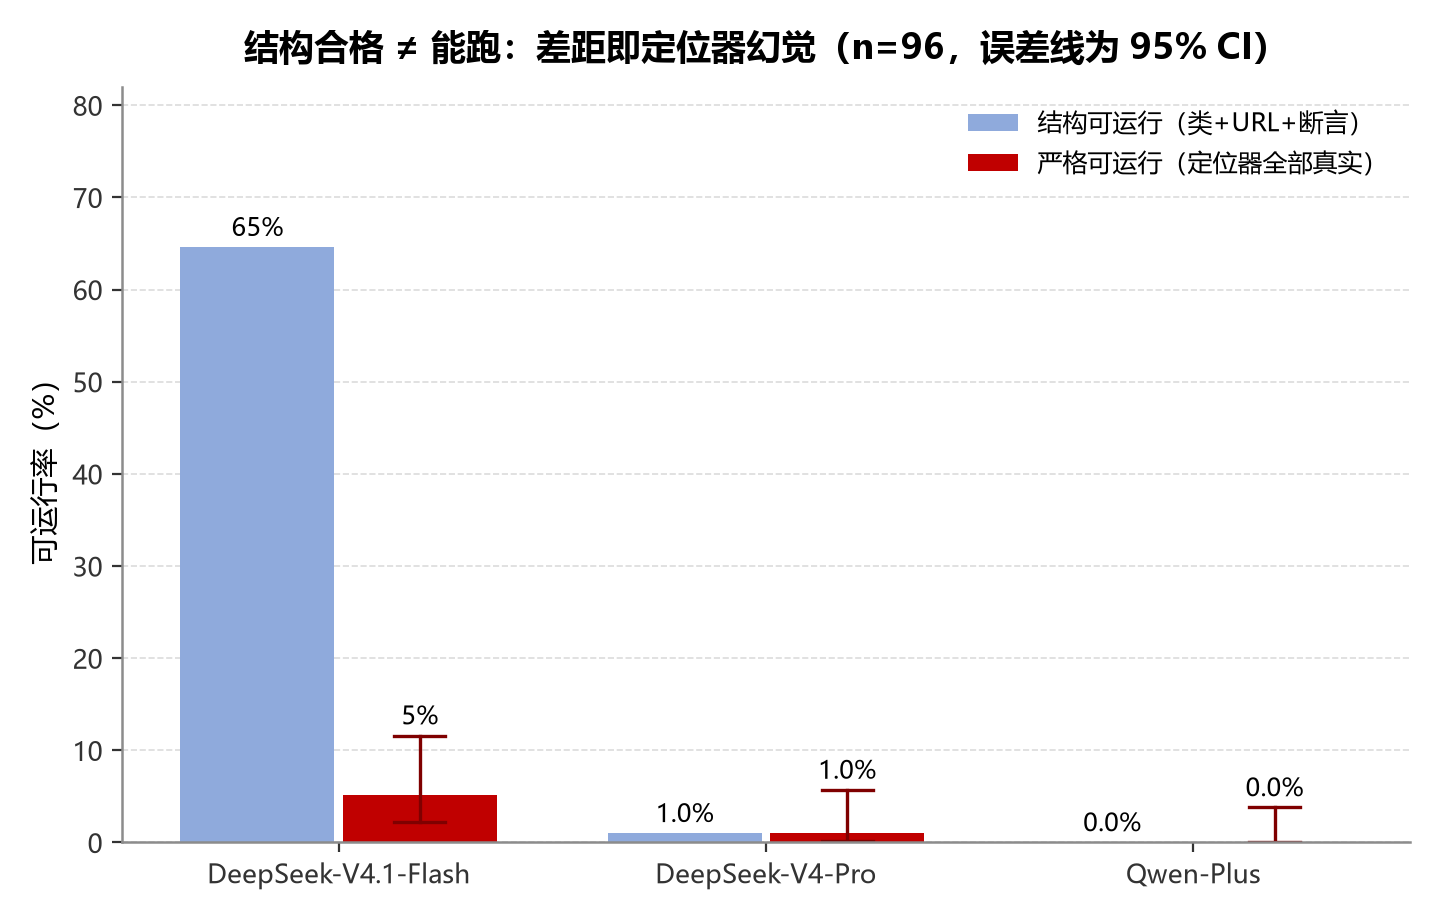 结构合格 ≠ 能跑：差距即定位器幻觉（n=96，误差线为 95% CI）
结构可运行（类+URL+断言）
严格可运行（定位器全部真实）
可运行率（%）
80
70
60
50
40
30
20
10
0
65%
5%
1.0%
1.0%
0.0%
0.0%
DeepSeek-V4.1-Flash
DeepSeek-V4-Pro
Qwen-Plus